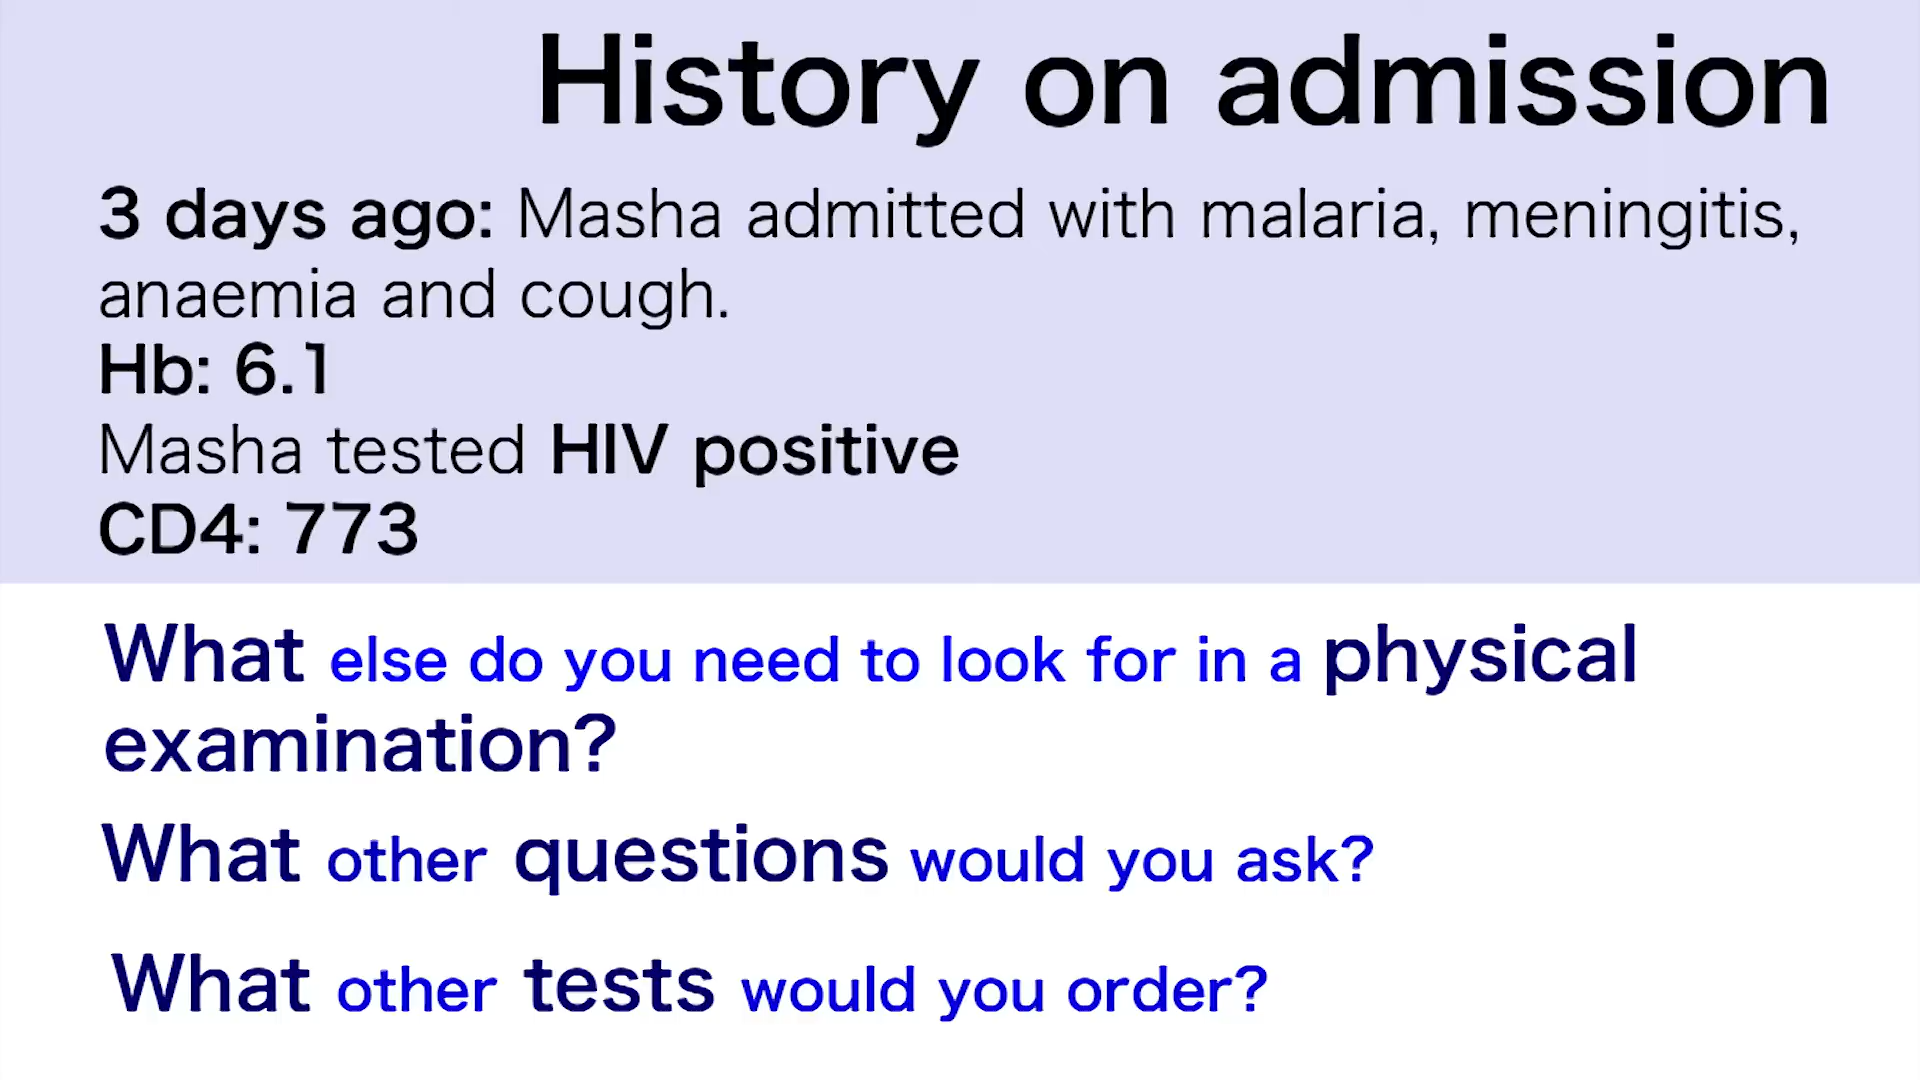 History on admission
3 days ago: Masha admitted with malaria, meningitis,
anaemia and cough.
Hb: 6.1
Masha tested HIV positive
CD4: 773
What else do you need to look for in a physical
examination?
What other questions would you ask?
What other tests would you order?